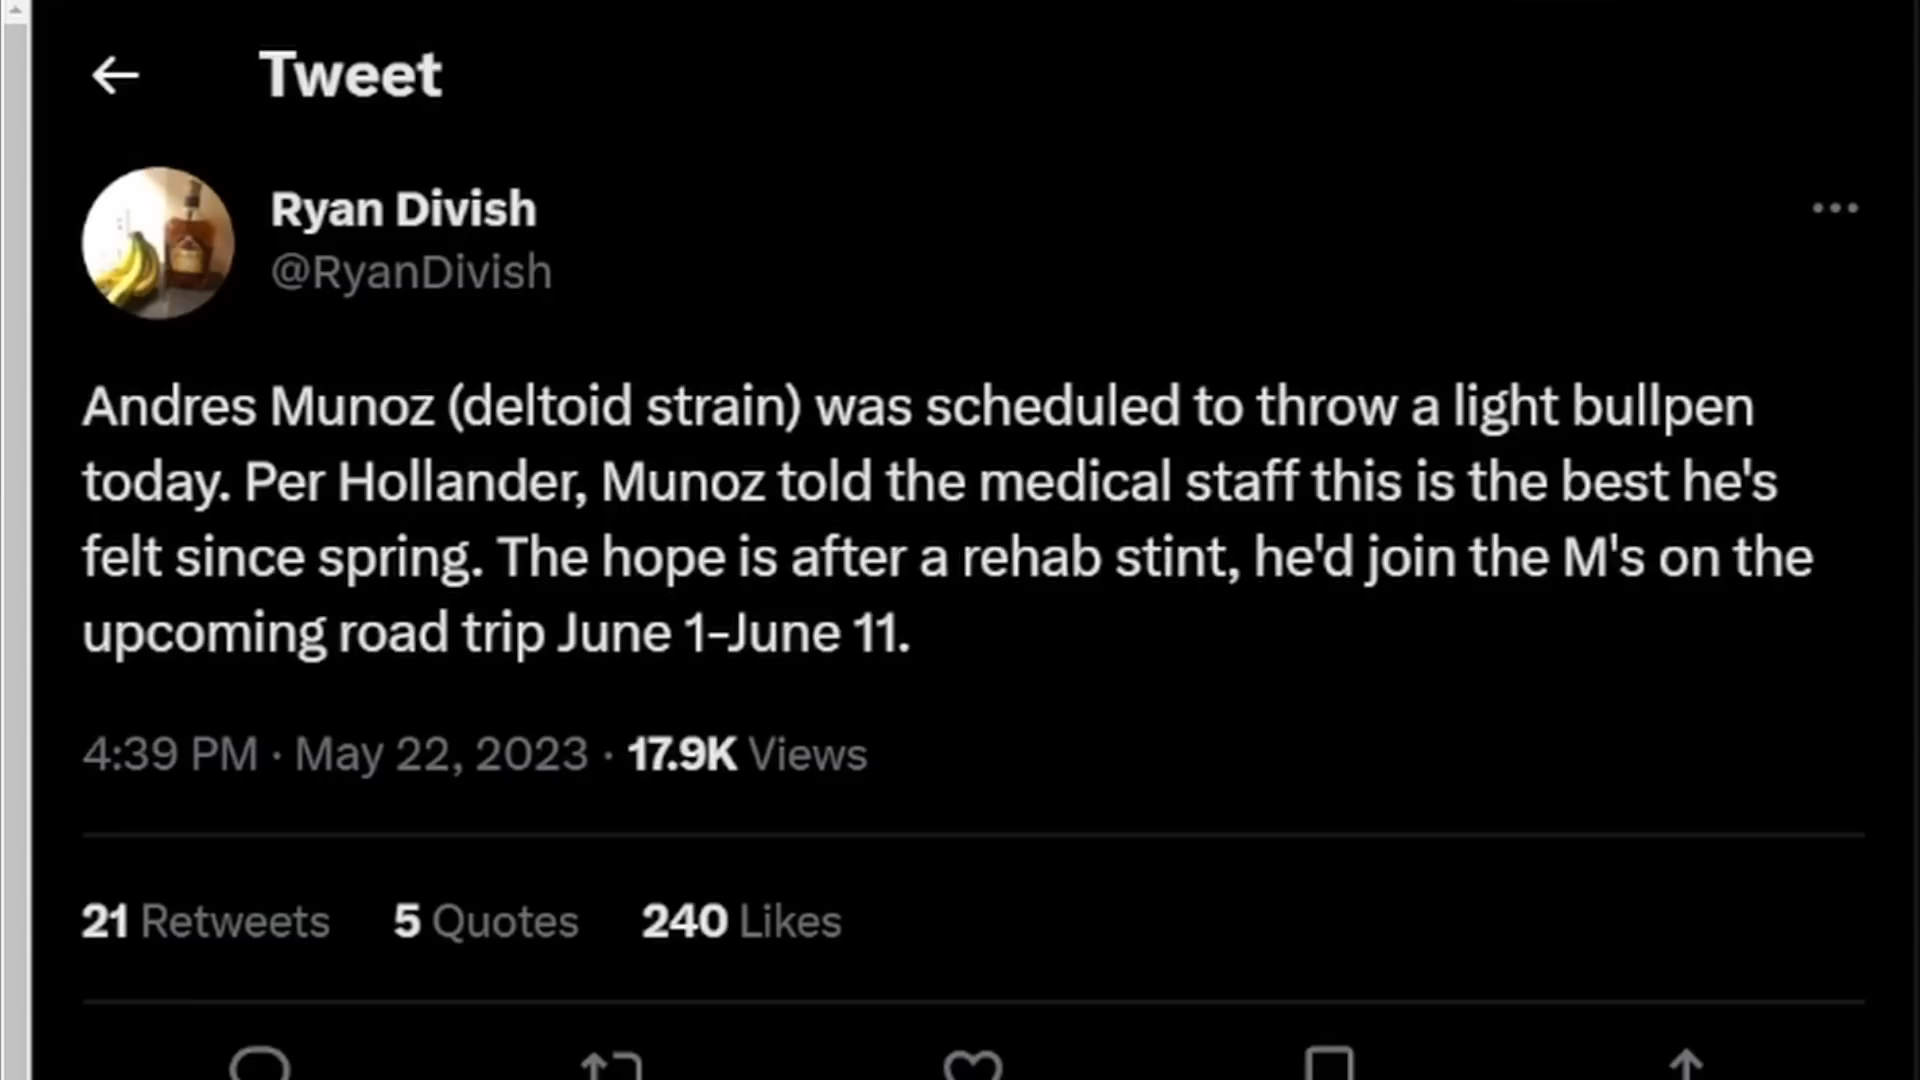 Tweet
Ryan Divish
@RyanDivish
Andres Munoz (deltoid strain) was scheduled to throw a light bullpen
today. Per Hollander, Munoz told the medical staff this is the best he's
felt since spring. The hope is after a rehab stint, he'd join the M's on the
upcoming road trip June 1-June 11.
4:39 PM · May 22, 2023 · 17.9K Views
21 Retweets 5 Quotes 240 Likes